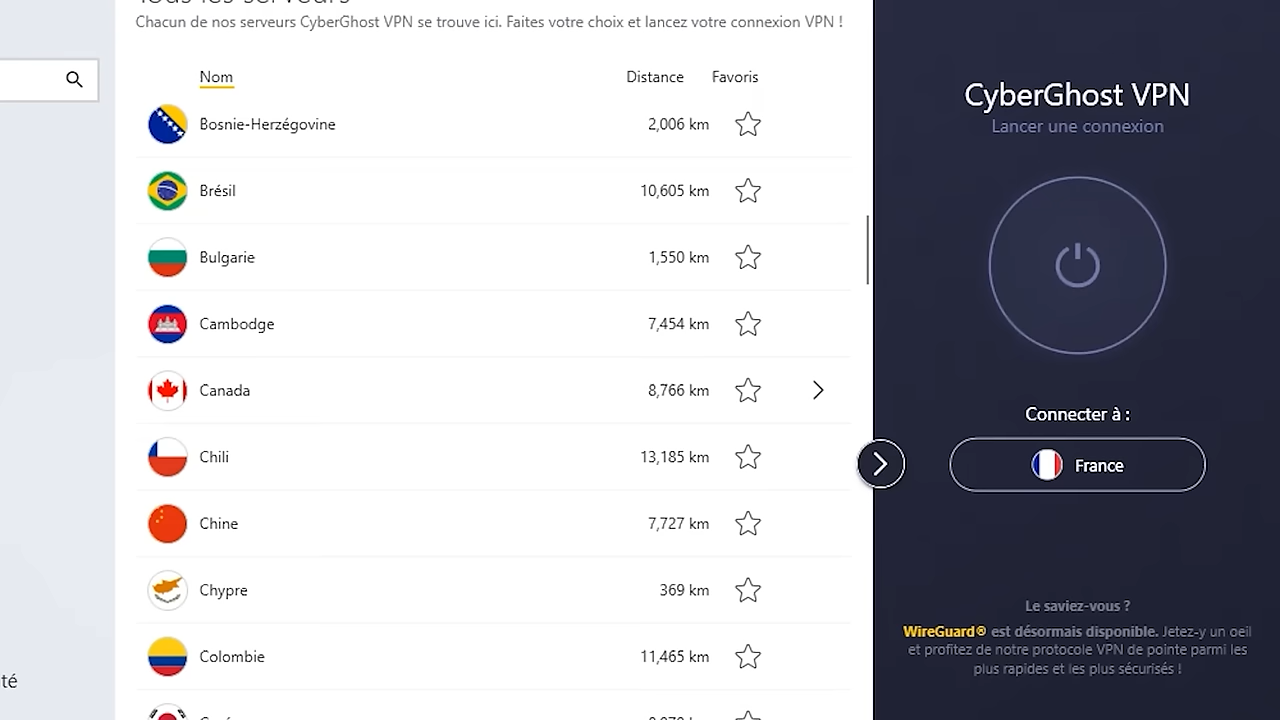 Tous les serveurs
Chacun de nos serveurs CyberGhost VPN se trouve ici. Faites votre choix et lancez votre connexion VPN !
Nom Distance Favoris
Bosnie-Herzégovine 2,006 km
Brésil 10,605 km
Bulgarie 1,550 km
Cambodge 7,454 km
Canada 8,766 km
Chili 13,185 km
Chine 7,727 km
Chypre 369 km
Colombie 11,465 km
té
CyberGhost VPN
Lancer une connexion
Connecter à :
France
Le saviez-vous ?
WireGuard® est désormais disponible. Jetez-y un oeil
et profitez de notre protocole VPN de pointe parmi les
plus rapides et les plus sécurisés !